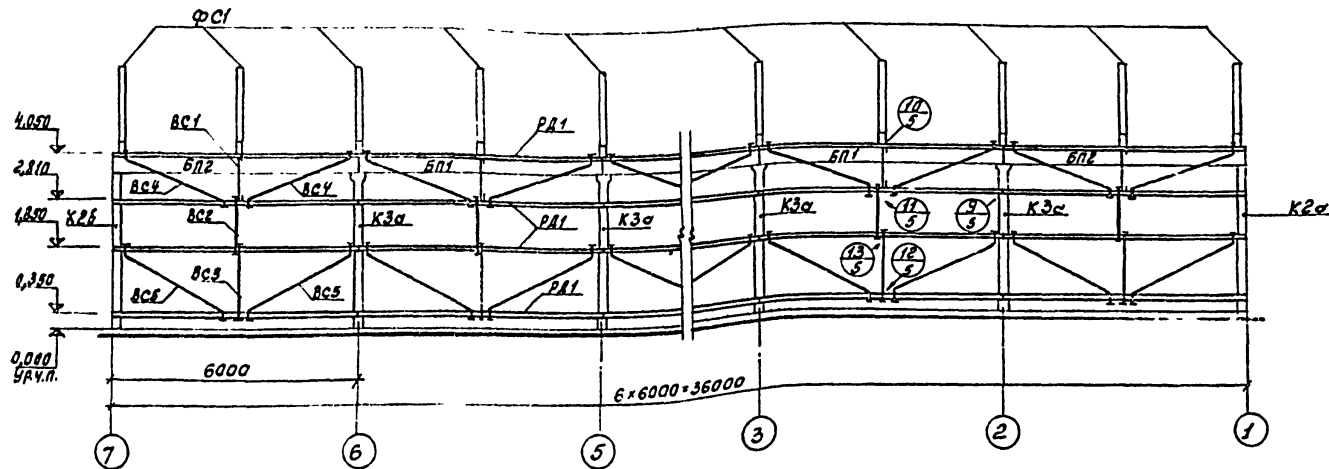 ФС1
4,050
ВС1
РД1
10
5
БП2
БП1
БП1
БП2
2,810
ВС4
ВС4
1,850
К2б
ВС2
К3а
РД1
К3а
К3а
11
5
9
5
К3а
К2а
ВС3
13
5
12
5
0,350
ВС6
ВС5
РД1
0,000
Ур.ч.п.
6000
6×6000=36000
7
6
5
3
2
1